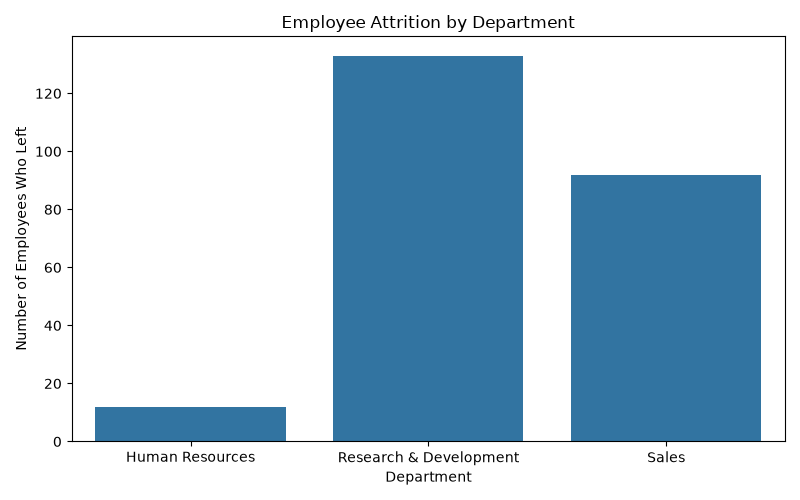 Employee Attrition by Department
Number of Employees Who Left
120
100
80
60
40
20
0
Human Resources
Research & Development
Sales
Department